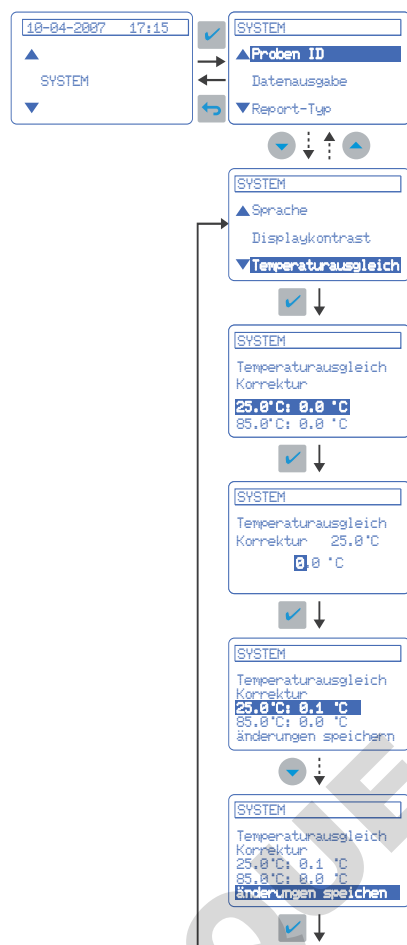 10-04-2007 17:15
SYSTEM
SYSTEM
Proben ID
Datenausgabe
Report-Typ
SYSTEM
Sprache
Displaykontrast
Temperaturausgleich
SYSTEM
Temperaturausgleich
Korrektur
25.0°C: 0.0 °C
85.0°C: 0.0 °C
SYSTEM
Temperaturausgleich
Korrektur 25.0°C
0.0 °C
SYSTEM
Temperaturausgleich
Korrektur
25.0°C: 0.1 °C
85.0°C: 0.0 °C
änderungen speichern
SYSTEM
Temperaturausgleich
Korrektur
25.0°C: 0.1 °C
85.0°C: 0.0 °C
änderungen speichen